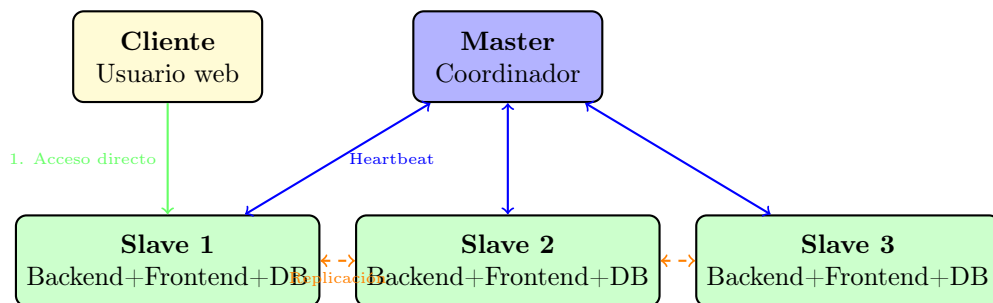 Cliente
Usuario web
Master
Coordinador
1. Acceso directo
Heartbeat
Slave 1
Backend+Frontend+DB
Replicación
Slave 2
Backend+Frontend+DB
Slave 3
Backend+Frontend+DB